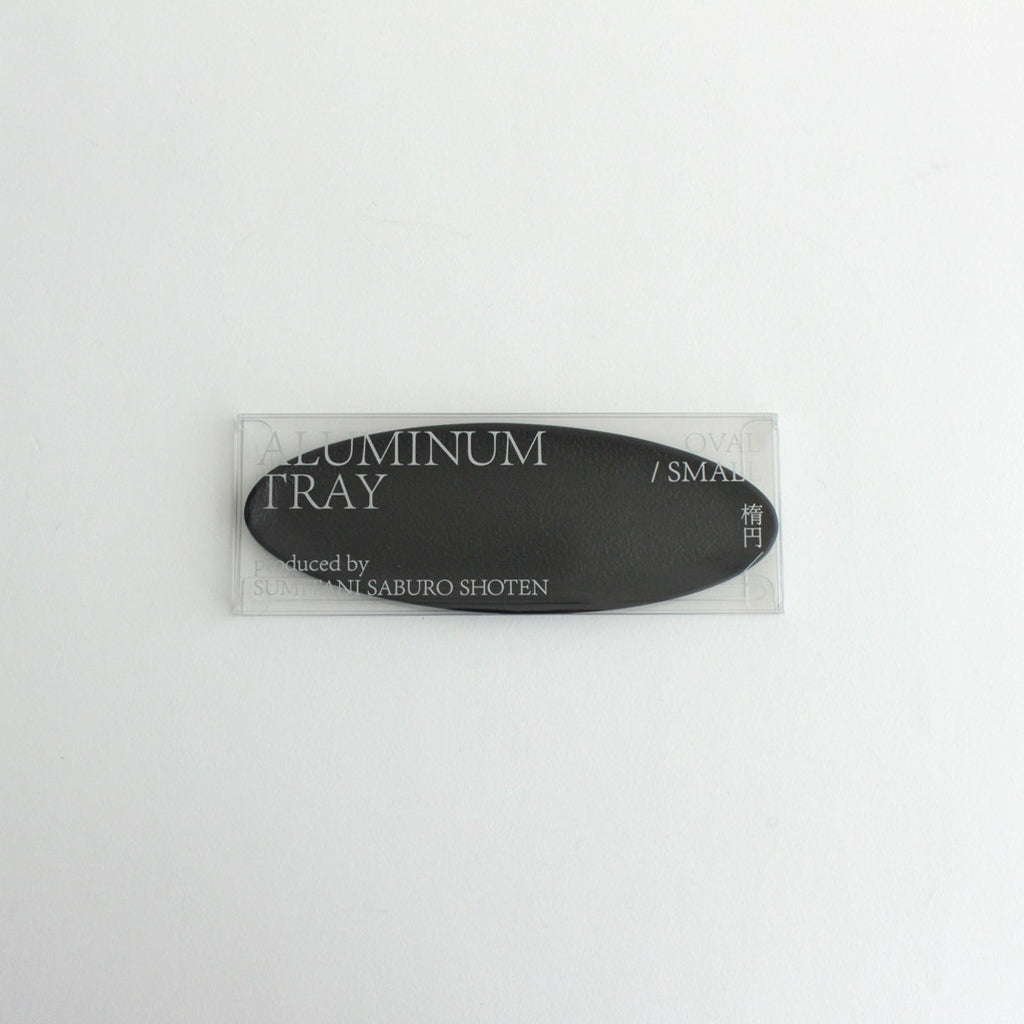 ALUMINUM
TRAY
OVAL
/ SMALL
楕円
produced by
SUMITANI SABURO SHOTEN